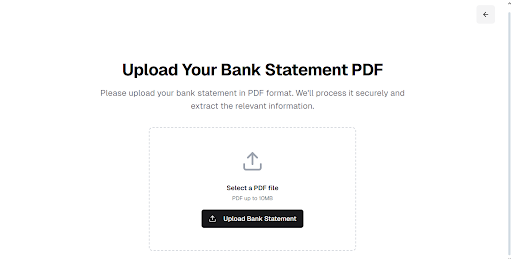 Upload Your Bank Statement PDF
Please upload your bank statement in PDF format. We'll process it securely and
extract the relevant information.
Select a PDF file
PDF up to 10MB
Upload Bank Statement